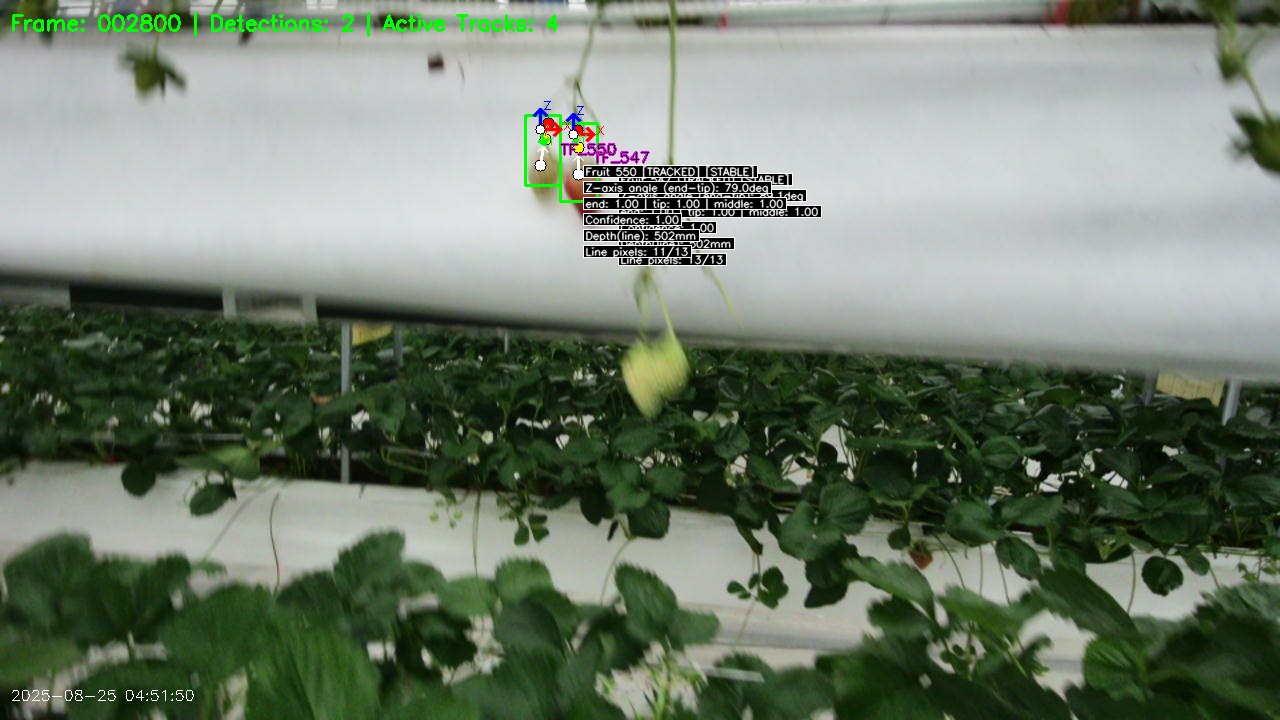 Frame: 002800 | Detections: 2 | Active Tracks: 4
Z
Z
X
TF_550
TF_547
Fruit 550 [TRACKED] [STABLE]
Z-axis angle (end-tip): 79.0deg
end: 1.00 | tip: 1.00 | middle: 1.00
tip: 1.00 | middle: 1.00
Confidence: 1.00
Depth(line): 502mm
Line pixels: 11/13
Line pixels: 13/13
2025-08-25 04:51:50